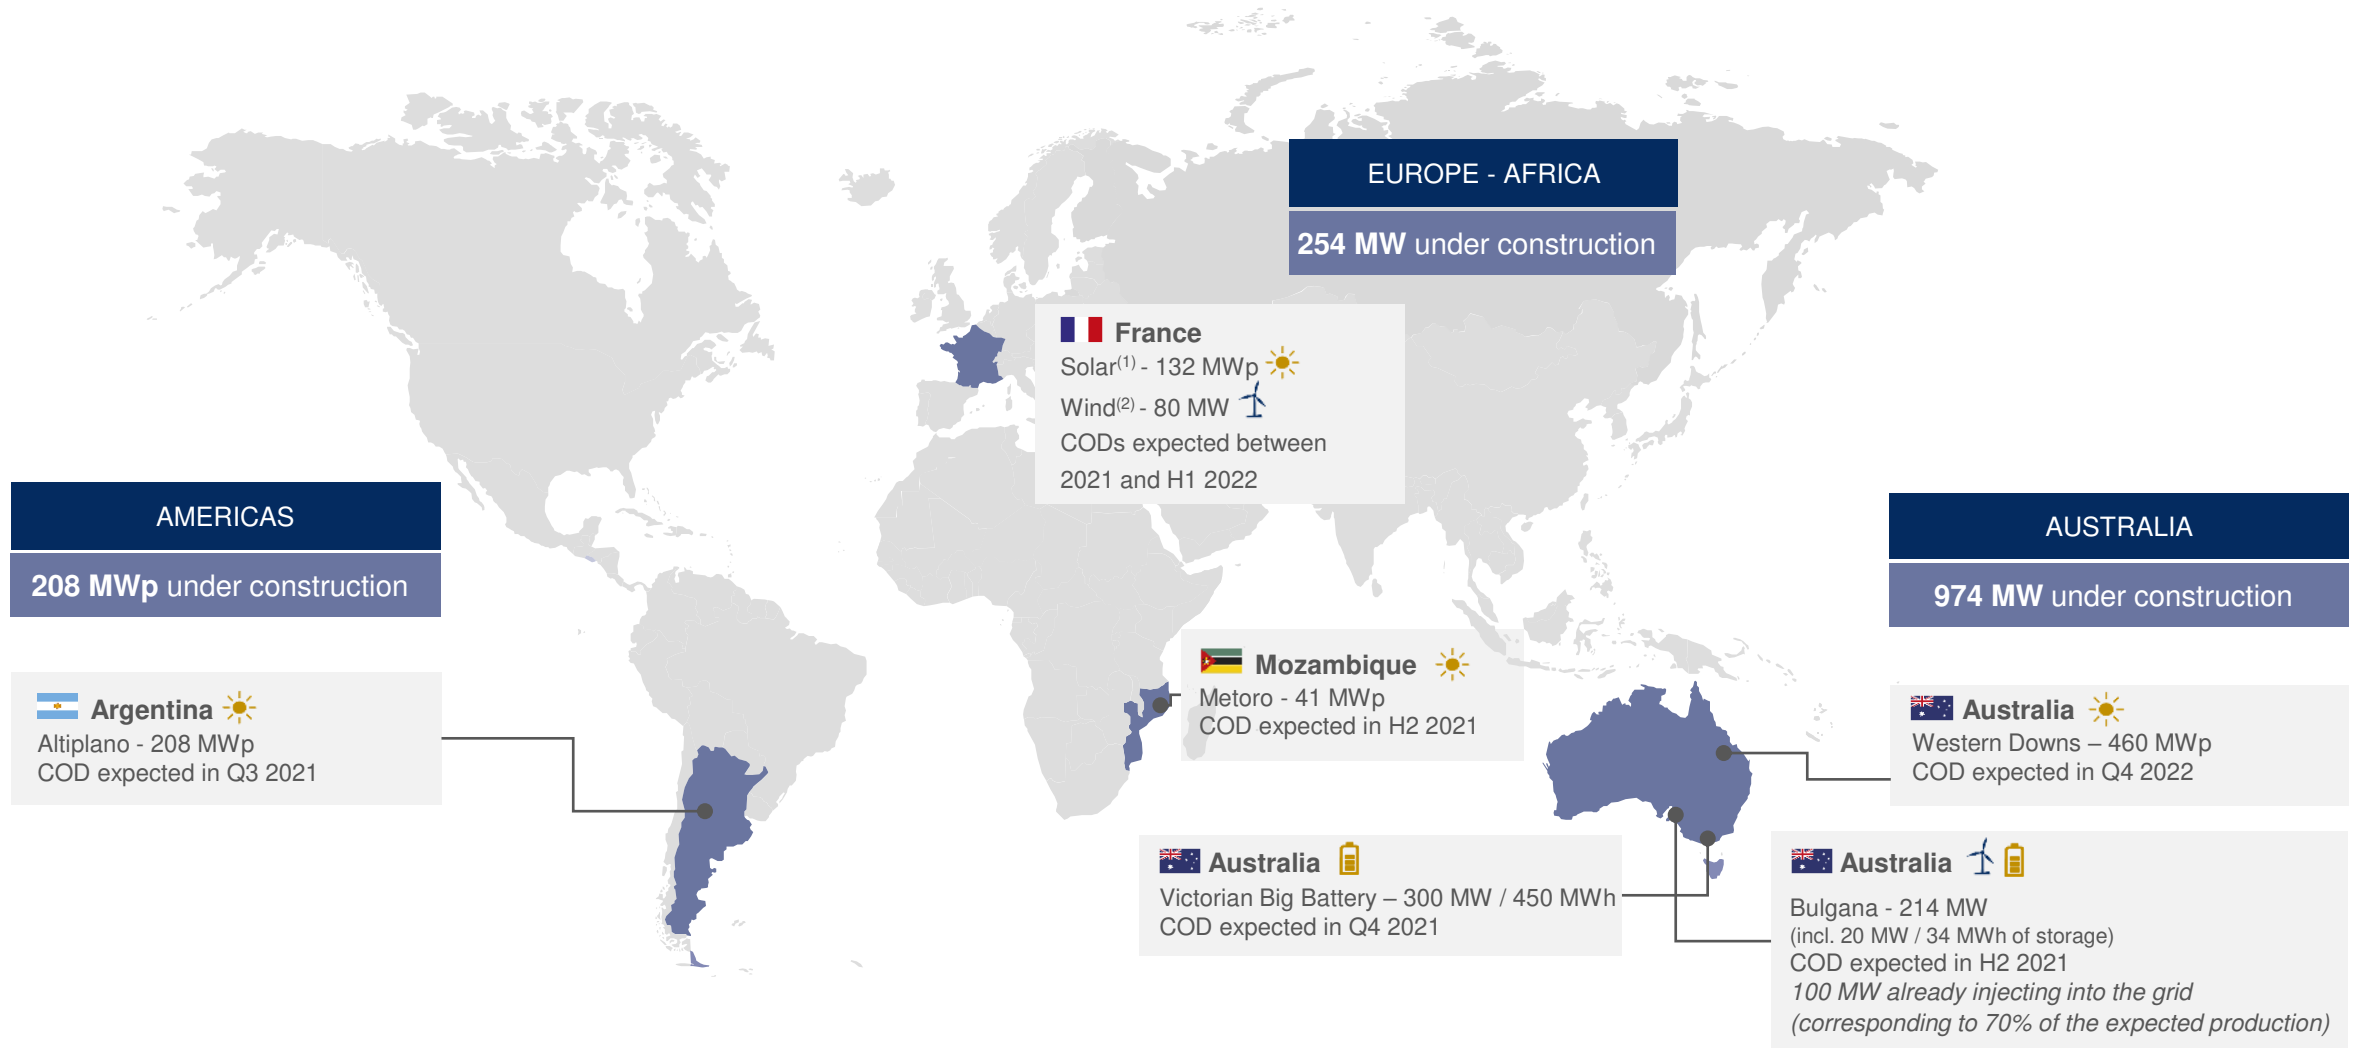 EUROPE - AFRICA
254 MW under construction
France
Solar(1) - 132 MWp
Wind(2) - 80 MW
CODs expected between
2021 and H1 2022
AMERICAS
208 MWp under construction
Argentina
Altiplano - 208 MWp
COD expected in Q3 2021
Mozambique
Metoro - 41 MWp
COD expected in H2 2021
AUSTRALIA
974 MW under construction
Australia
Western Downs – 460 MWp
COD expected in Q4 2022
Australia
Victorian Big Battery – 300 MW / 450 MWh
COD expected in Q4 2021
Australia
Bulgana - 214 MW
(incl. 20 MW / 34 MWh of storage)
COD expected in H2 2021
100 MW already injecting into the grid
(corresponding to 70% of the expected production)